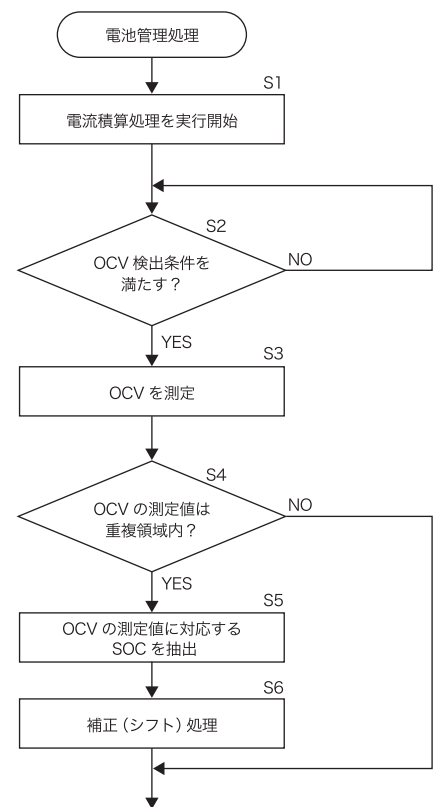 電池管理処理
S1
電流積算処理を実行開始
S2
OCV 検出条件を
満たす？
NO
YES
S3
OCV を測定
S4
OCV の測定値は
重複領域内？
NO
YES
S5
OCV の測定値に対応する
SOC を抽出
S6
補正（シフト）処理